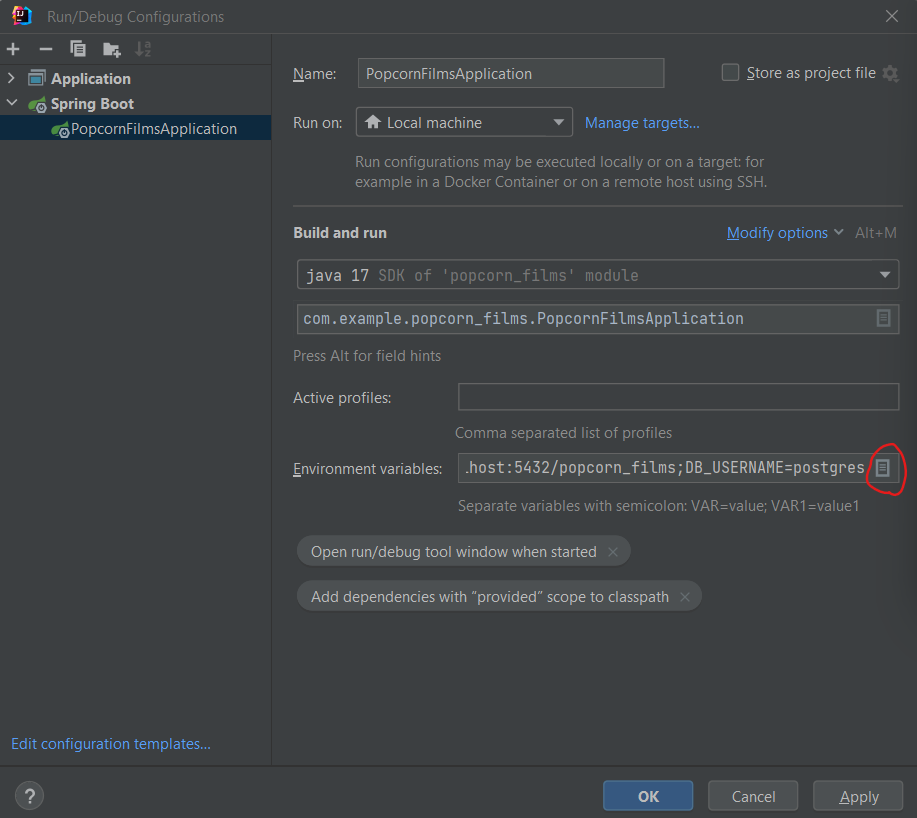 Run/Debug Configurations
Application
Spring Boot
PopcornFilmsApplication
Edit configuration templates...
Name: PopcornFilmsApplication Store as project file
Run on: Local machine Manage targets...
Run configurations may be executed locally or on a target: for
example in a Docker Container or on a remote host using SSH.
Build and run Modify options Alt+M
java 17 SDK of 'popcorn_films' module
com.example.popcorn_films.PopcornFilmsApplication
Press Alt for field hints
Active profiles:
Comma separated list of profiles
Environment variables: .host:5432/popcorn_films;DB_USERNAME=postgres
Separate variables with semicolon: VAR=value; VAR1=value1
Open run/debug tool window when started
Add dependencies with “provided” scope to classpath
? OK Cancel Apply